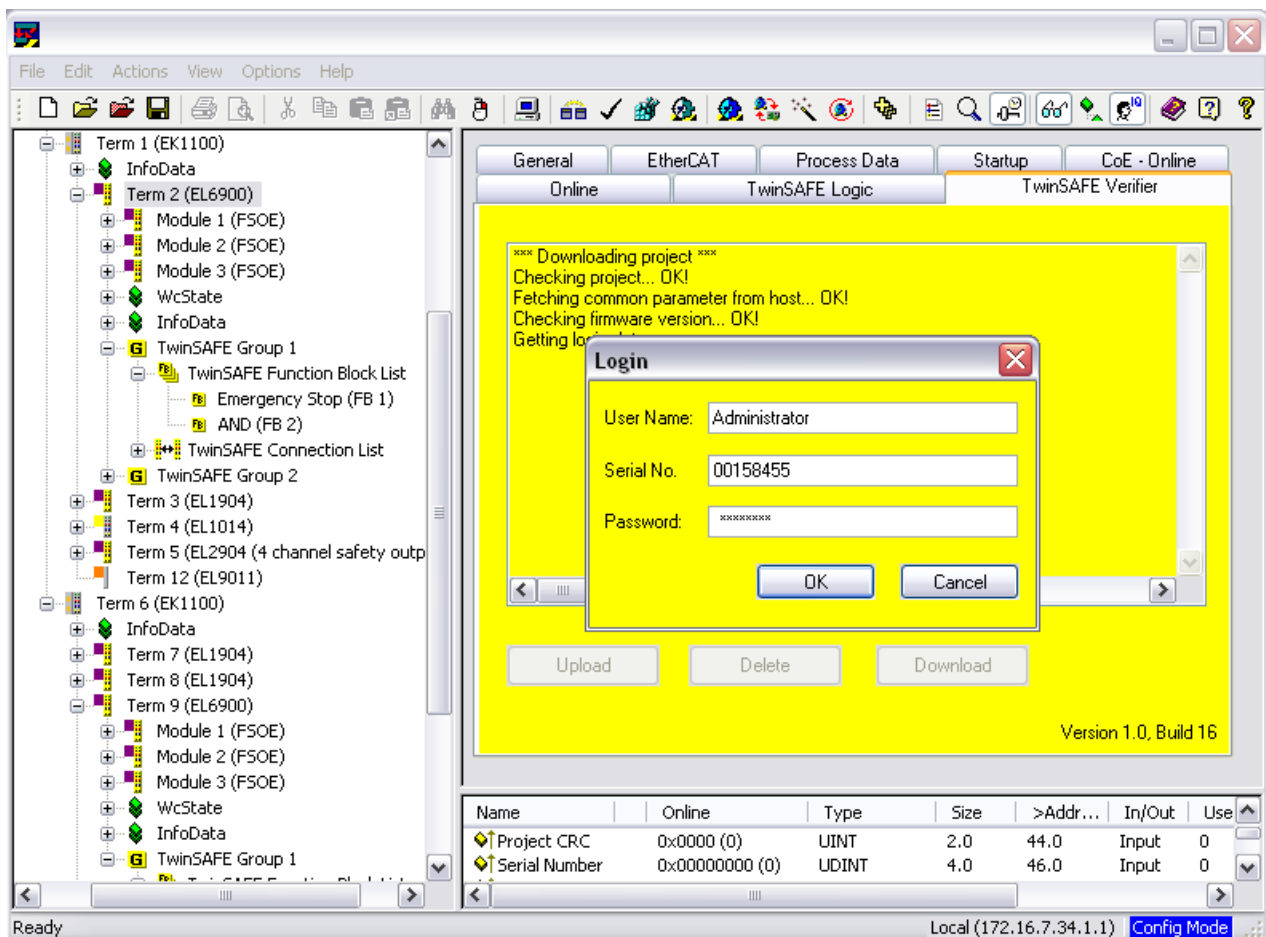 File Edit Actions View Options Help
Term 1 (EK1100)
InfoData
Term 2 (EL6900)
Module 1 (FSOE)
Module 2 (FSOE)
Module 3 (FSOE)
WcState
InfoData
TwinSAFE Group 1
TwinSAFE Function Block List
Emergency Stop (FB 1)
AND (FB 2)
TwinSAFE Connection List
TwinSAFE Group 2
Term 3 (EL1904)
Term 4 (EL1014)
Term 5 (EL2904 (4 channel safety outp
Term 12 (EL9011)
Term 6 (EK1100)
InfoData
Term 7 (EL1904)
Term 8 (EL1904)
Term 9 (EL6900)
Module 1 (FSOE)
Module 2 (FSOE)
Module 3 (FSOE)
WcState
InfoData
TwinSAFE Group 1
General EtherCAT Process Data Startup CoE - Online
Online TwinSAFE Logic TwinSAFE Verifier
*** Downloading project ***
Checking project... OK!
Fetching common parameter from host... OK!
Checking firmware version... OK!
Getting
Login
User Name: Administrator
Serial No. 00158455
Password: ********
OK Cancel
Upload Delete Download
Version 1.0, Build 16
Name Online Type Size >Addr... In/Out Use
Project CRC 0x0000 (0) UINT 2.0 44.0 Input 0
Serial Number 0x00000000 (0) UDINT 4.0 46.0 Input 0
Ready Local (172.16.7.34.1.1) Config Mode